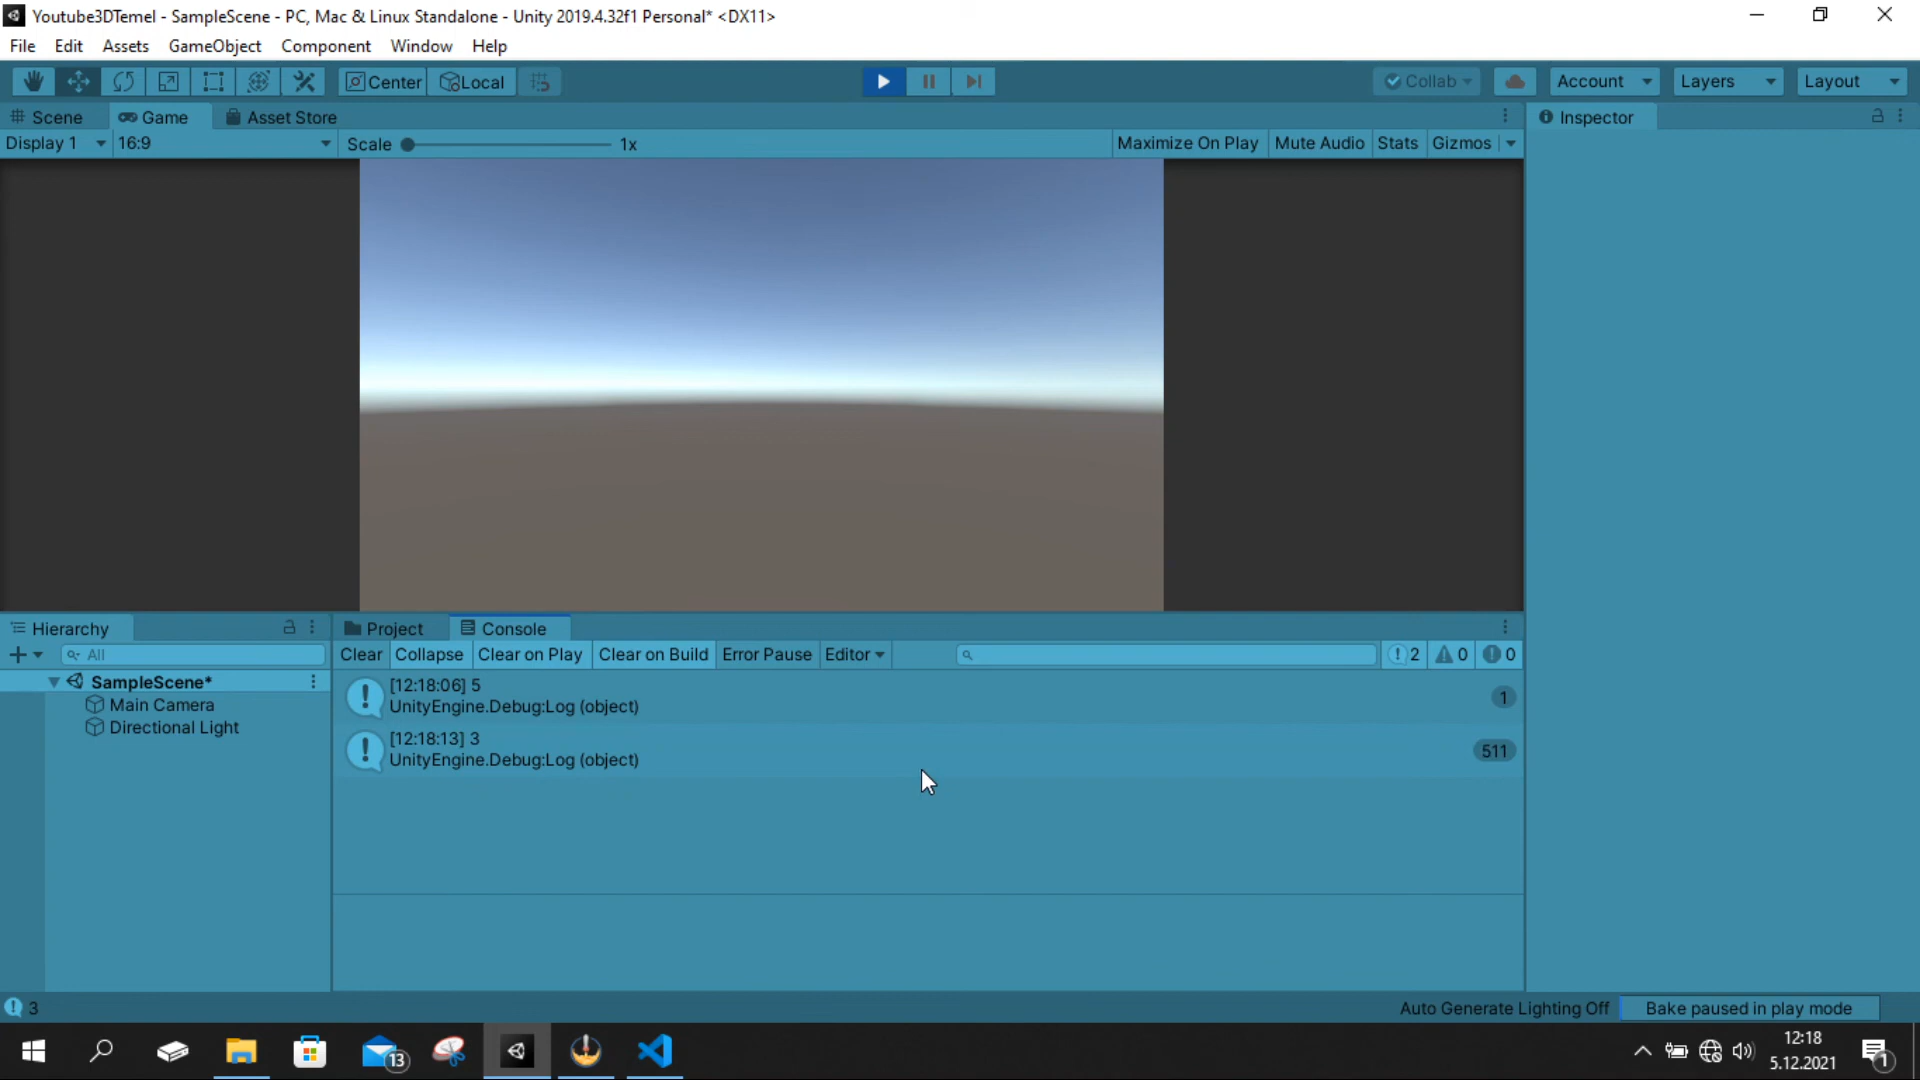 Youtube3DTemel - SampleScene - PC, Mac & Linux Standalone - Unity 2019.4.32f1 Personal* <DX11>
File Edit Assets GameObject Component Window Help
Center Local Collab Account Layers Layout
Scene Game Asset Store Inspector
Display 1 16:9 Scale 1x Maximize On Play Mute Audio Stats Gizmos
Hierarchy Project Console
All Clear Collapse Clear on Play Clear on Build Error Pause Editor 2 0 0
SampleScene*
Main Camera
Directional Light
[12:18:06] 5
UnityEngine.Debug:Log (object)
1
[12:18:13] 3
UnityEngine.Debug:Log (object)
511
3 Auto Generate Lighting Off Bake paused in play mode
13
12:18
5.12.2021
1